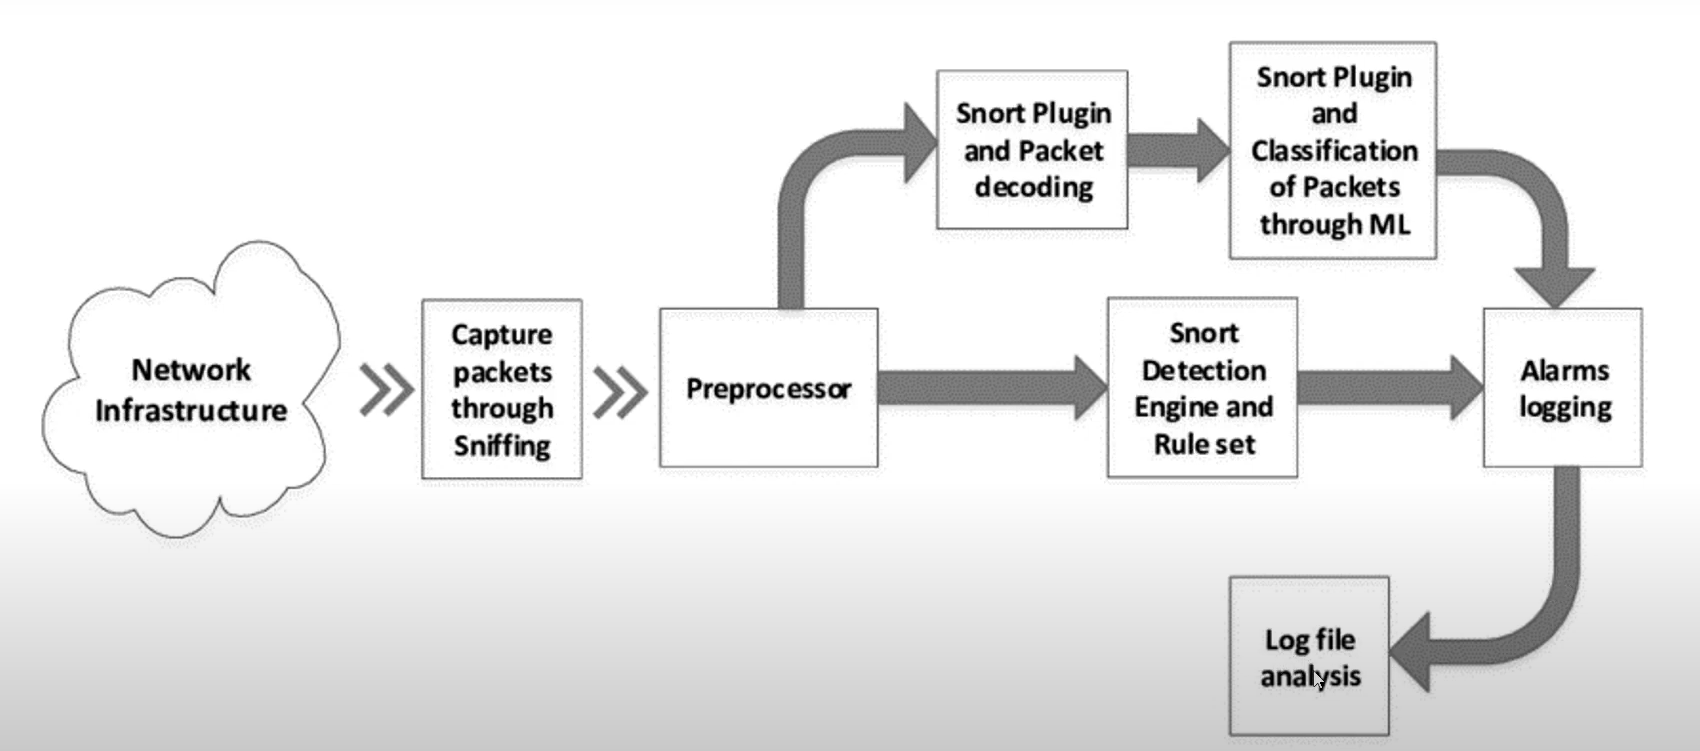 Network
Infrastructure
Capture
packets
through
Sniffing
Preprocessor
Snort Plugin
and Packet
decoding
Snort Plugin
and
Classification
of Packets
through ML
Snort
Detection
Engine and
Rule set
Alarms
logging
Log file
analysis